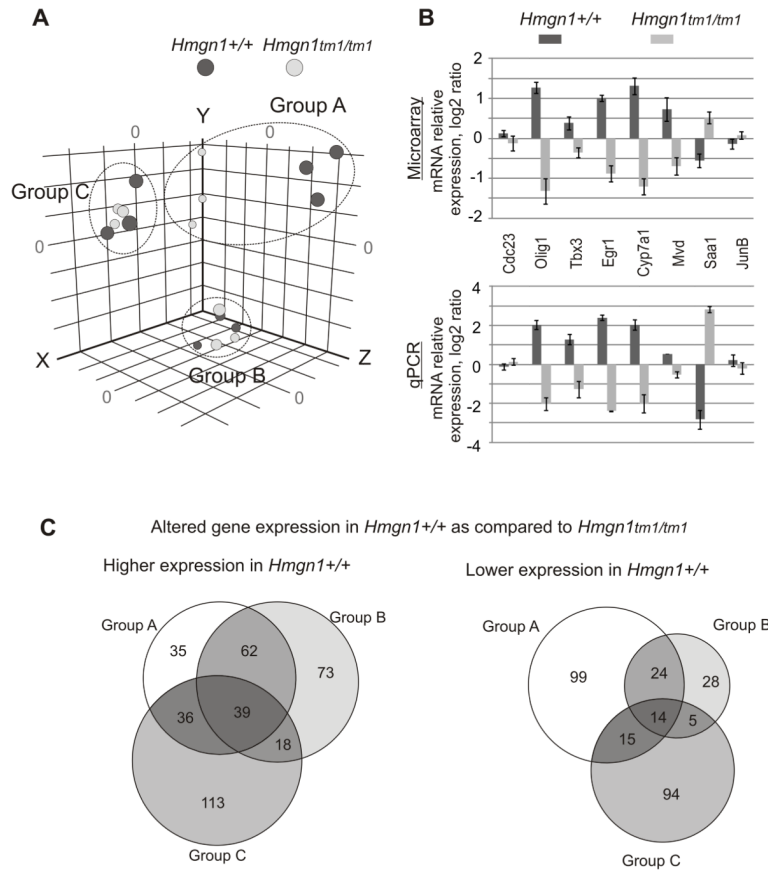 A
Hmgn1+/+ Hmgn1tm1/tm1
Group A
Y
0
0
Group C
0
0
X
Z
Group B
0
0
B
Hmgn1+/+ Hmgn1tm1/tm1
Microarray
mRNA relative
expression, log2 ratio
2
1
0
-1
-2
Cdc23
Olig1
Tbx3
Egr1
Cyp7a1
Mvd
Saa1
JunB
qPCR
mRNA relative
expression, log2 ratio
4
2
0
-2
-4
C
Altered gene expression in Hmgn1+/+ as compared to Hmgn1tm1/tm1
Higher expression in Hmgn1+/+
Group A
Group B
35
62
73
36
39
18
113
Group C
Lower expression in Hmgn1+/+
Group A
Group B
99
24
28
14
5
15
94
Group C